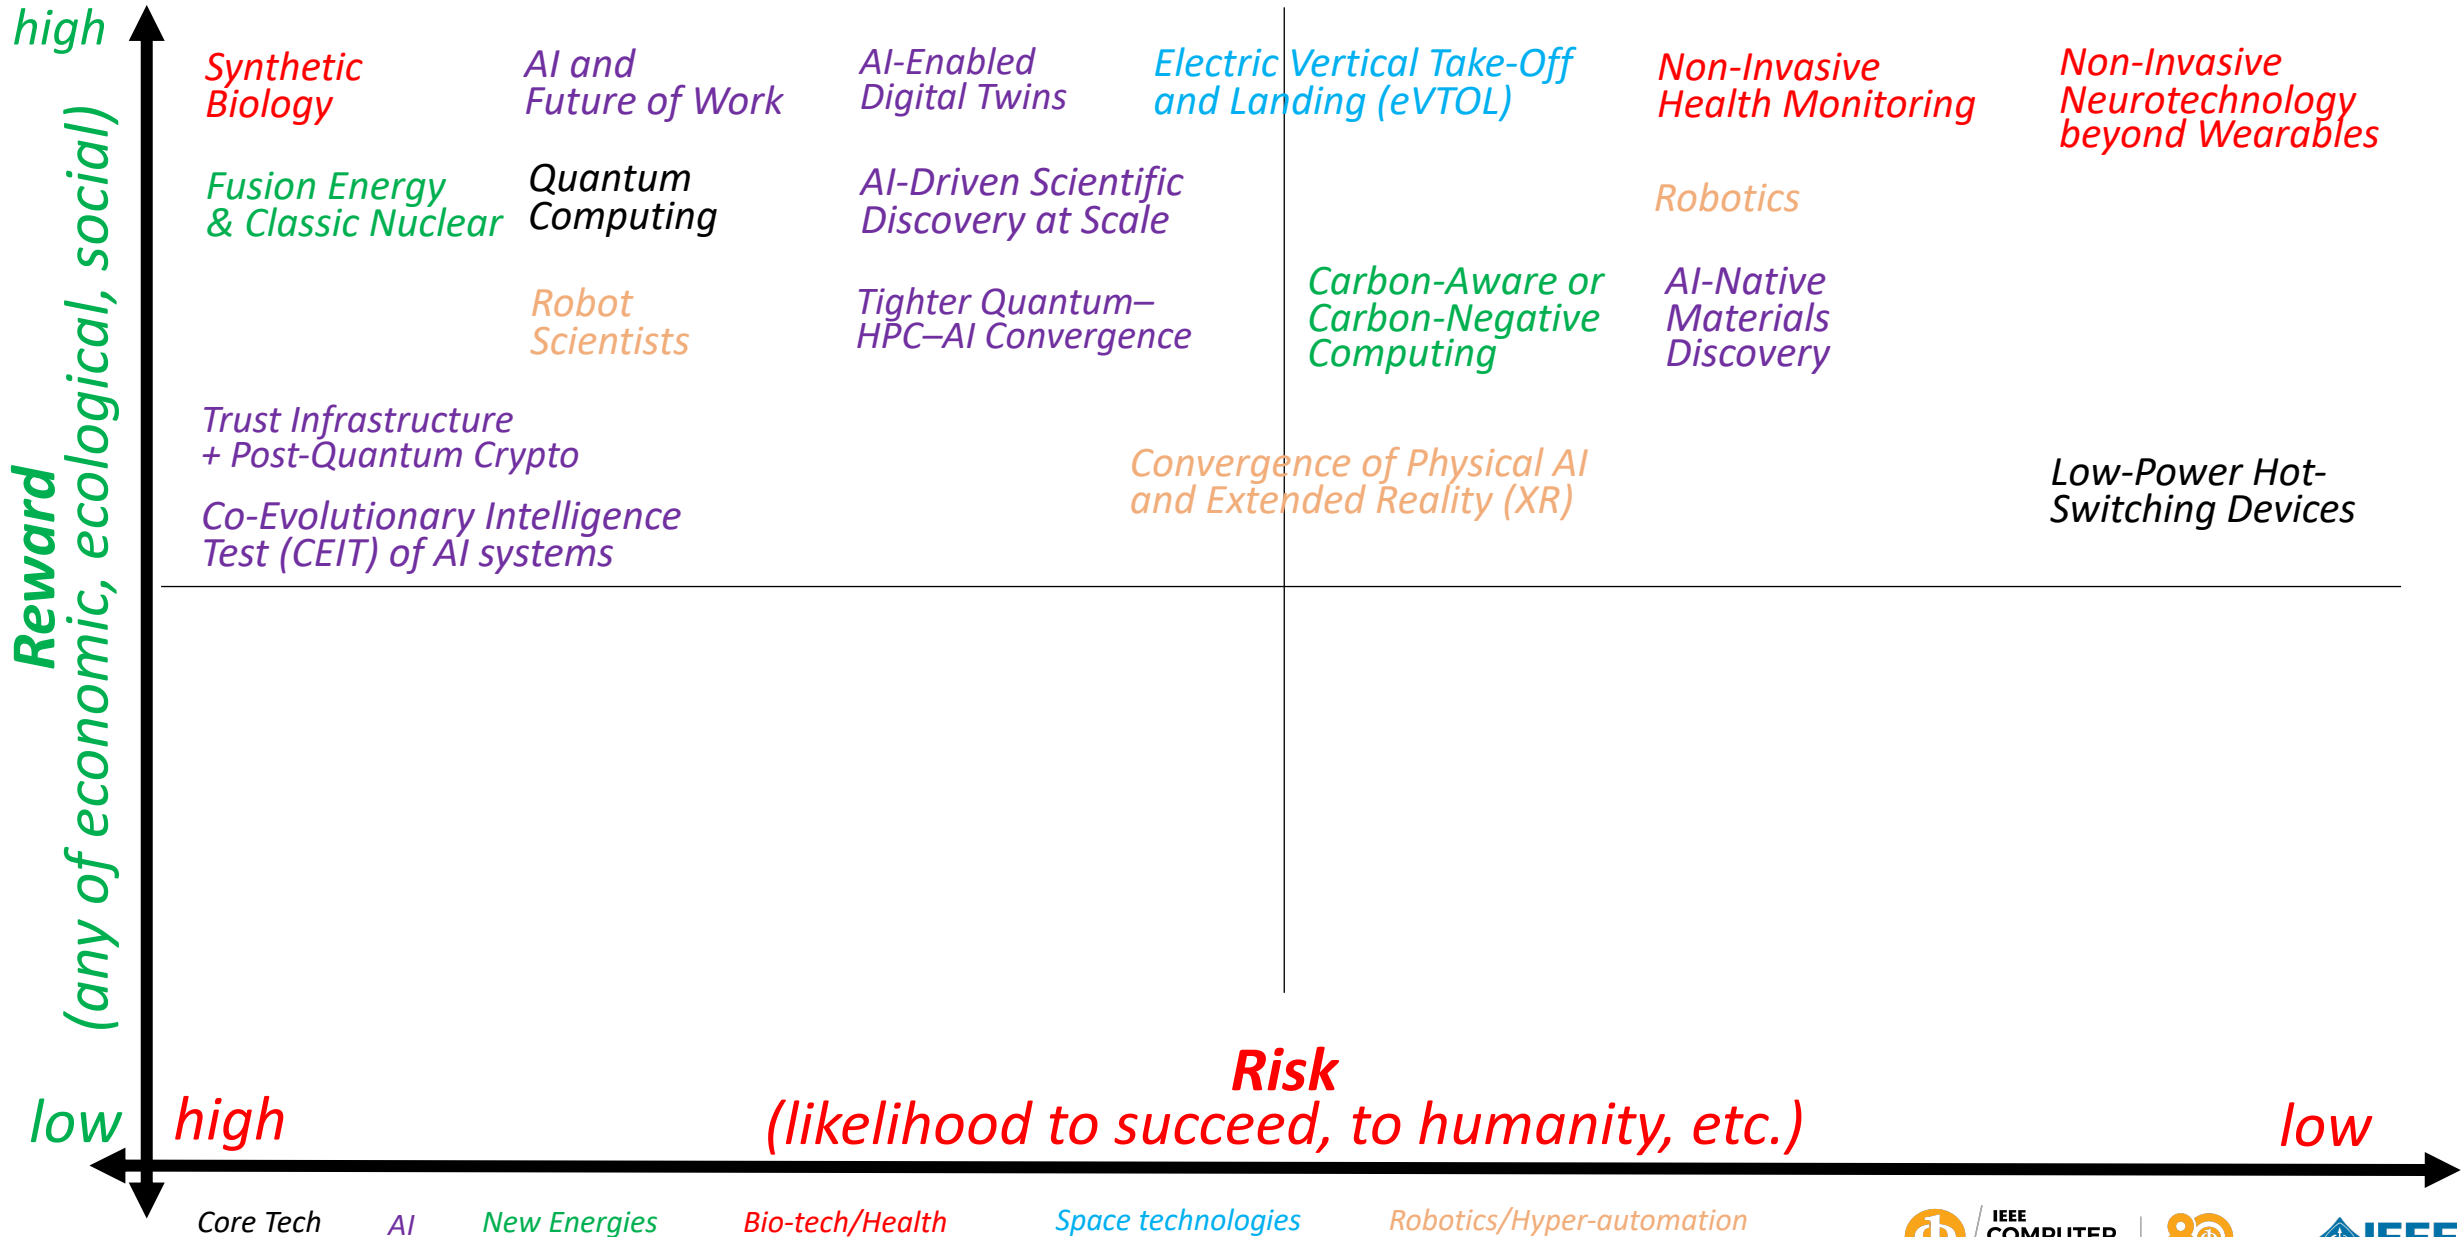 high
Synthetic
Biology
AI and
Future of Work
AI-Enabled
Digital Twins
Electric Vertical Take-Off
and Landing (eVTOL)
Non-Invasive
Health Monitoring
Non-Invasive
Neurotechnology
beyond Wearables
Fusion Energy
& Classic Nuclear
Quantum
Computing
AI-Driven Scientific
Discovery at Scale
Robotics
Robot
Scientists
Tighter Quantum–
HPC–AI Convergence
Carbon-Aware or
Carbon-Negative
Computing
AI-Native
Materials
Discovery
Trust Infrastructure
+ Post-Quantum Crypto
Convergence of Physical AI
and Extended Reality (XR)
Low-Power Hot-
Switching Devices
Co-Evolutionary Intelligence
Test (CEIT) of AI systems
Reward
(any of economic, ecological, social)
low
high
Risk
(likelihood to succeed, to humanity, etc.)
low
Core Tech
AI
New Energies
Bio-tech/Health
Space technologies
Robotics/Hyper-automation
IEEE
COMPUTER
80
IEEE